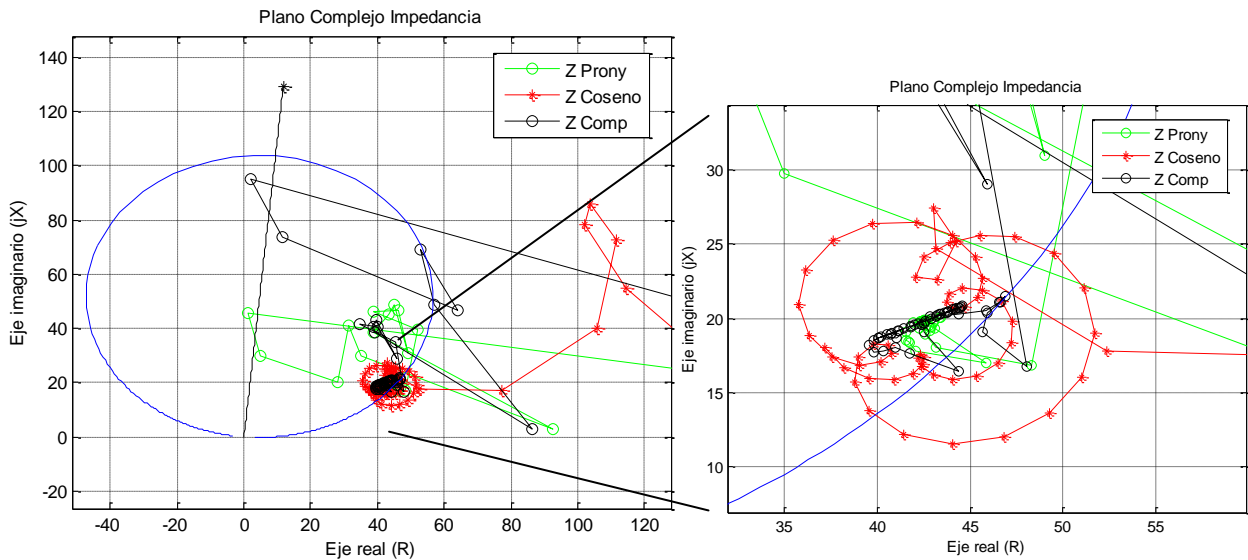 Plano Complejo Impedancia
140
120
100
80
60
40
20
0
-20
-40
-20
0
20
40
60
80
100
120
Eje imaginario (jX)
Eje real (R)
Z Prony
Z Coseno
Z Comp
Plano Complejo Impedancia
30
25
20
15
10
35
40
45
50
55
Eje imaginario (jX)
Eje real (R)
Z Prony
Z Coseno
Z Comp